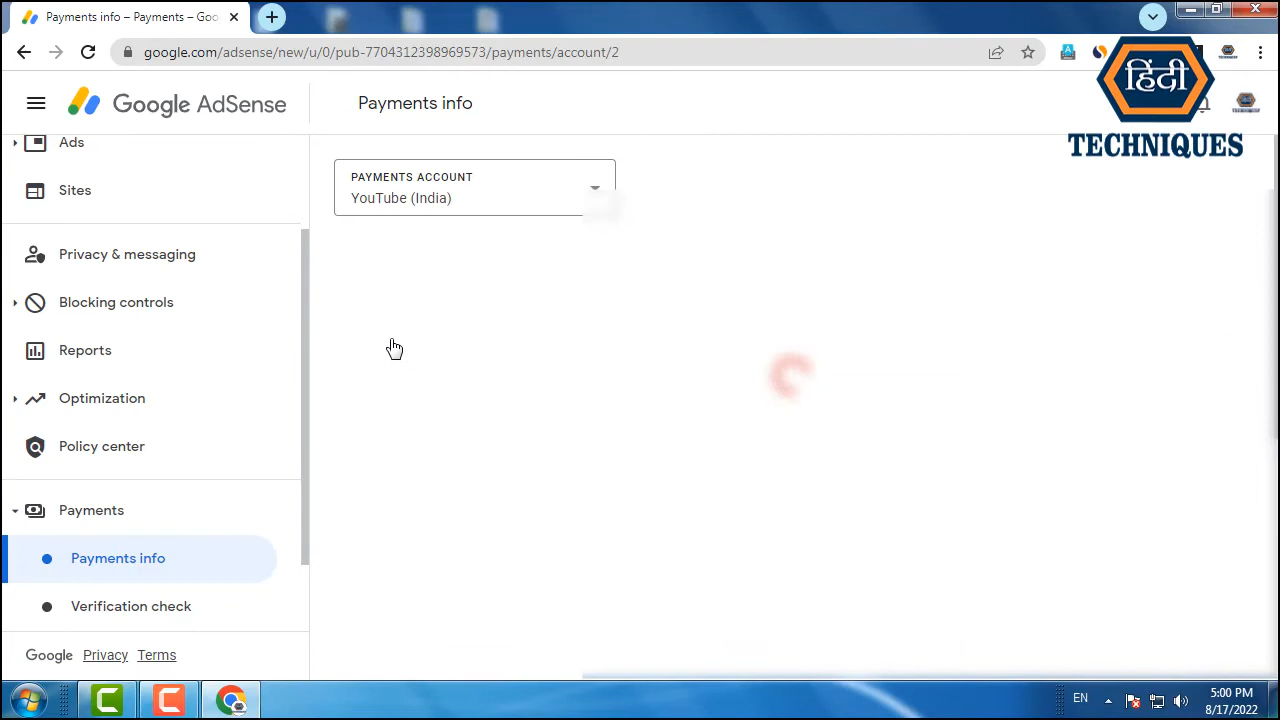 Payments info – Payments – Goo
google.com/adsense/new/u/0/pub-7704312398969573/payments/account/2
Google AdSense
Payments info
हिंदी
TECHNIQUES
Ads
Sites
Privacy & messaging
Blocking controls
Reports
Optimization
Policy center
Payments
Payments info
Verification check
Google Privacy Terms
PAYMENTS ACCOUNT
YouTube (India)
EN
5:00 PM
8/17/2022